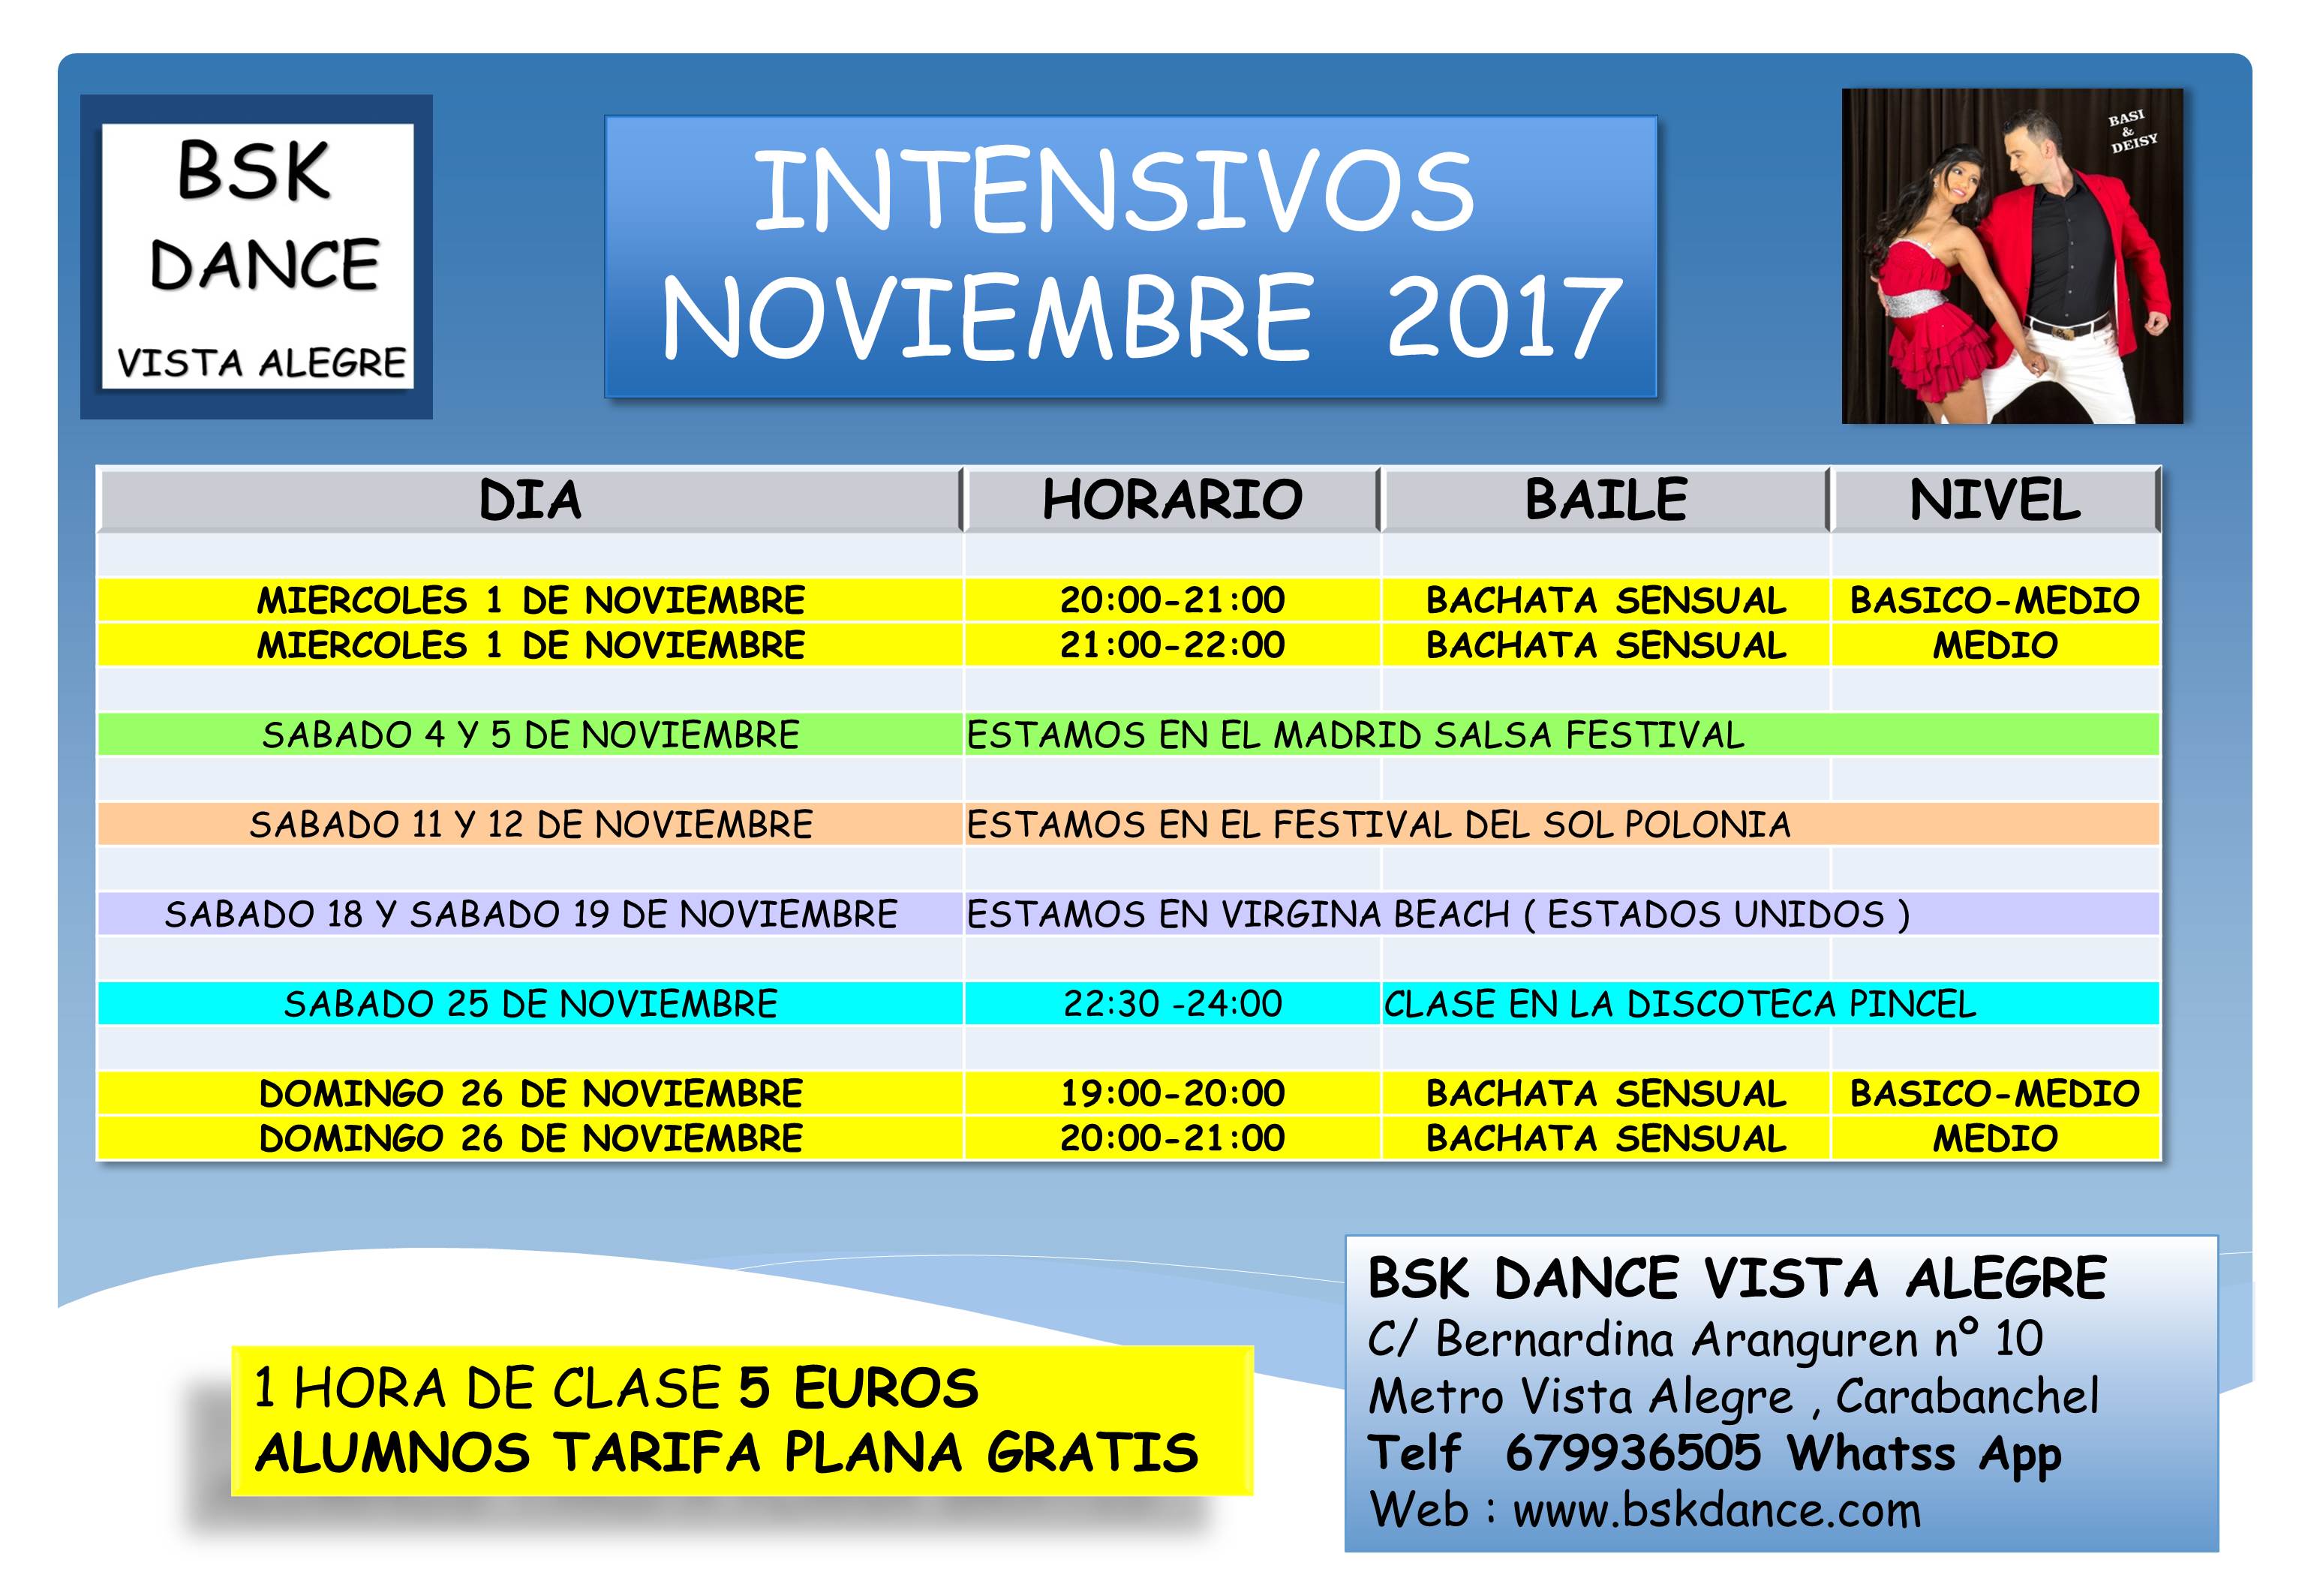 BSK
DANCE
VISTA ALEGRE
INTENSIVOS
NOVIEMBRE 2017
BASI
&
DEISY
DIA HORARIO BAILE NIVEL
MIERCOLES 1 DE NOVIEMBRE 20:00-21:00 BACHATA SENSUAL BASICO-MEDIO
MIERCOLES 1 DE NOVIEMBRE 21:00-22:00 BACHATA SENSUAL MEDIO
SABADO 4 Y 5 DE NOVIEMBRE ESTAMOS EN EL MADRID SALSA FESTIVAL
SABADO 11 Y 12 DE NOVIEMBRE ESTAMOS EN EL FESTIVAL DEL SOL POLONIA
SABADO 18 Y SABADO 19 DE NOVIEMBRE ESTAMOS EN VIRGINA BEACH ( ESTADOS UNIDOS )
SABADO 25 DE NOVIEMBRE 22:30 -24:00 CLASE EN LA DISCOTECA PINCEL
DOMINGO 26 DE NOVIEMBRE 19:00-20:00 BACHATA SENSUAL BASICO-MEDIO
DOMINGO 26 DE NOVIEMBRE 20:00-21:00 BACHATA SENSUAL MEDIO
1 HORA DE CLASE 5 EUROS
ALUMNOS TARIFA PLANA GRATIS
BSK DANCE VISTA ALEGRE
C/ Bernardina Aranguren nº 10
Metro Vista Alegre , Carabanchel
Telf 679936505 Whatss App
Web : www.bskdance.com